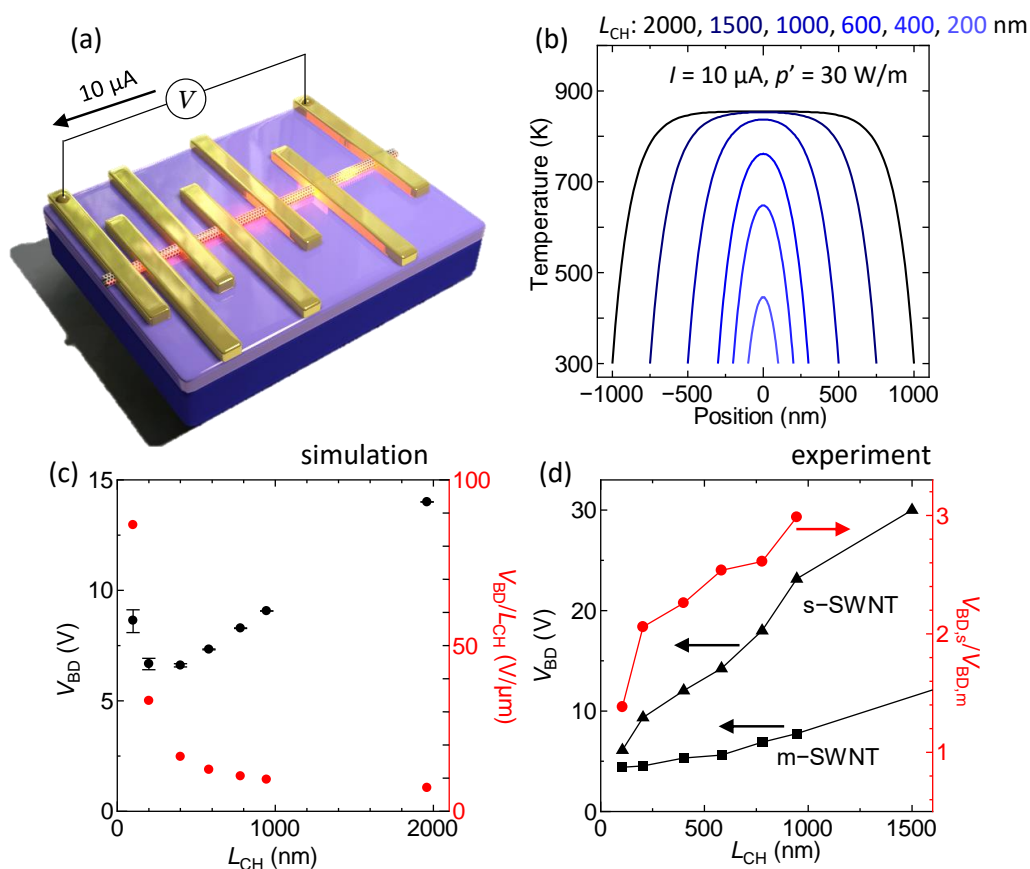 (a)
10 μA
V
(b)
L_CH: 2000, 1500, 1000, 600, 400, 200 nm
I = 10 μA, p’ = 30 W/m
Temperature (K)
900
700
500
300
−1000
−500
0
500
1000
Position (nm)
(c)
simulation
V_BD (V)
15
10
5
0
100
50
0
V_BD/L_CH (V/μm)
0
1000
2000
L_CH (nm)
(d)
experiment
V_BD (V)
30
20
10
0
3
2
1
V_BD,s/V_BD,m
s−SWNT
m−SWNT
0
500
1000
1500
L_CH (nm)